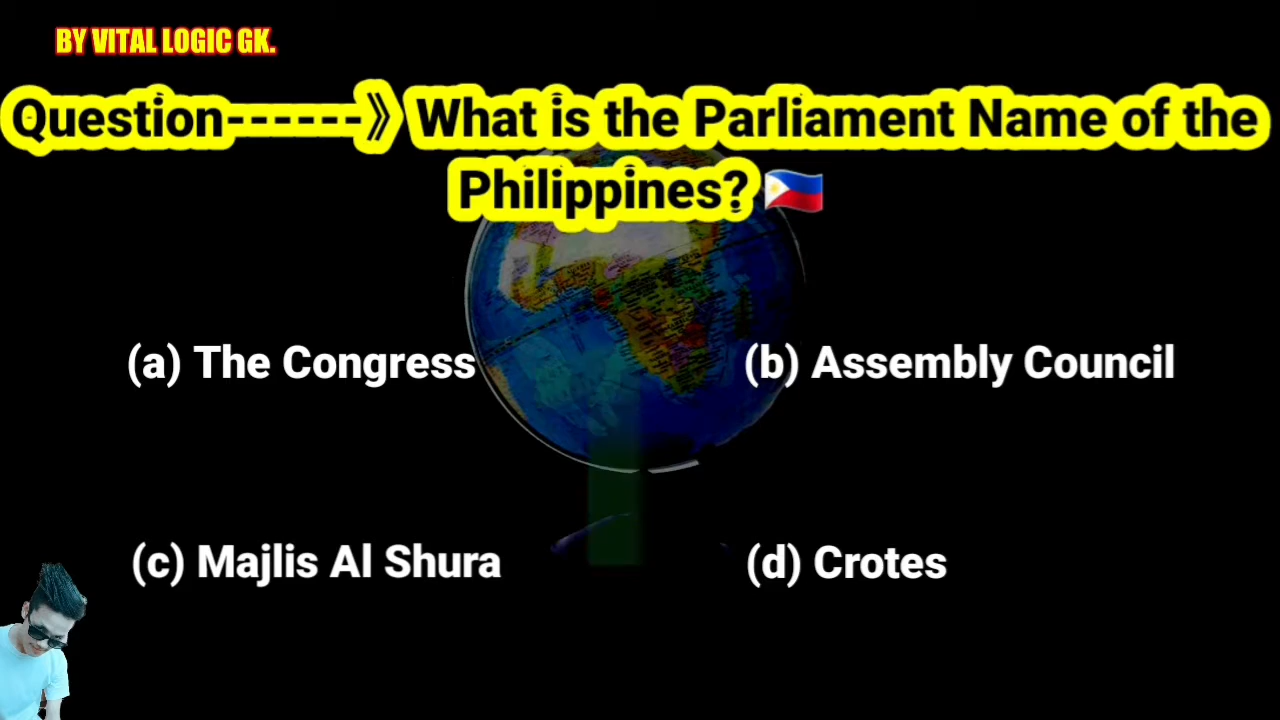 BY VITAL LOGIC GK.
Question------》What is the Parliament Name of the
Philippines? 🇵🇭
(a) The Congress
(b) Assembly Council
(c) Majlis Al Shura
(d) Crotes